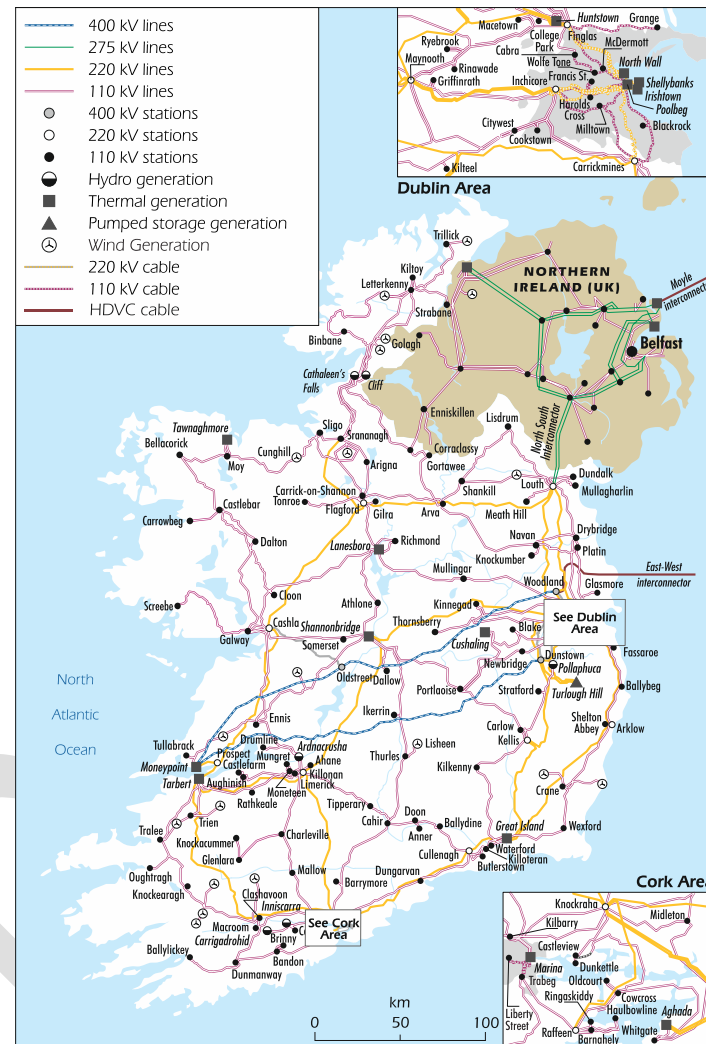 400 kV lines
275 kV lines
220 kV lines
110 kV lines
400 kV stations
220 kV stations
110 kV stations
Hydro generation
Thermal generation
Pumped storage generation
Wind Generation
220 kV cable
110 kV cable
HDVC cable
Huntstown
Grange
Macetown
College
Park
Finglas
McDermott
Ryebrook
Cabra
Wolfe Tone
North Wall
Maynooth
Rinawade
Francis St.
Shellybanks
Griffinrath
Inchicore
Irishtown
Poolbeg
Harolds
Cross
Citywest
Cookstown
Milltown
Blackrock
Kilteel
Carrickmines
Dublin Area
Trillick
NORTHERN
IRELAND (UK)
Kiltoy
Letterkenny
Moyle
interconnector
Strabane
Binbane
Golagh
Belfast
Cathaleen's
Falls
Cliff
Enniskillen
Lisdrum
North South
Interconnector
Tawnaghmore
Sligo
Srananagh
Bellacorick
Cunghill
Corraclassy
Moy
Arigna
Gortawee
Dundalk
Shankill
Louth
Mullagharlin
Carrick-on-Shannon
Tonroe
Castlebar
Flagford
Gilra
Arva
Meath Hill
Carrowbeg
Dalton
Richmond
Navan
Drybridge
Lanesboro
Knockumber
Platin
Mullingar
East-West
interconnector
Woodland
Glasmore
Cloon
Screebe
Athlone
Kinnegad
See Dublin
Area
Cashla
Shannonbridge
Thornsberry
Blake
Galway
Somerset
Cushaling
Fassaroe
Newbridge
Dunstown
Pollaphuca
Oldstreet
Dallow
Portlaoise
Turlough Hill
Ballybeg
Stratford
North
Atlantic
Ocean
Ikerrin
Shelton
Abbey
Arklow
Ennis
Carlow
Kellis
Tullabrack
Drumline
Ardnacrusha
Lisheen
Prospect
Mungret
Ahane
Thurles
Moneypoint
Castlefarm
Killonan
Kilkenny
Tarbert
Aughinish
Limerick
Moneteen
Crane
Rathkeale
Tipperary
Trien
Doon
Tralee
Charleville
Cahir
Ballydine
Great Island
Wexford
Knockacummer
Anner
Waterford
Glenlara
Cullenagh
Killoteran
Butlerstown
Oughtragh
Mallow
Dungarvan
Knockearagh
Clashavoon
Barrymore
Inniscarra
Cork Area
Macroom
See Cork
Area
Knockraha
Carrigadrohid
Brinny
Kilbarry
Midleton
Ballylickey
Bandon
Castleview
Dunmanway
Marina
Dunkettle
Trabeg
Oldcourt
Cowcross
Ringaskiddy
Haulbowline
Liberty
Street
Aghada
km
Raffeen
Whitgate
0
50
100
Barnahely